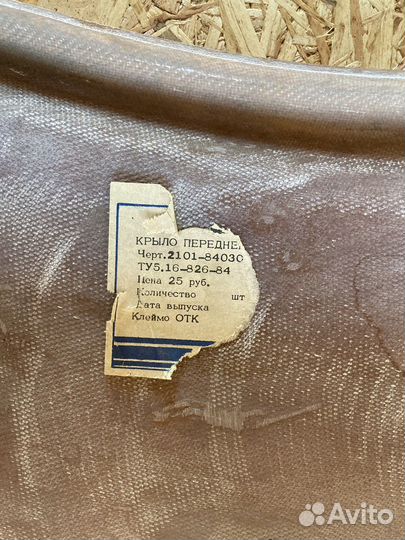 КРЫЛО ПЕРЕДНЕ
Черт.2101-84030
ТУ5.16-826-84
Цена 25 руб.
Количество шт
Дата выпуска
Клеймо ОТК
Avito